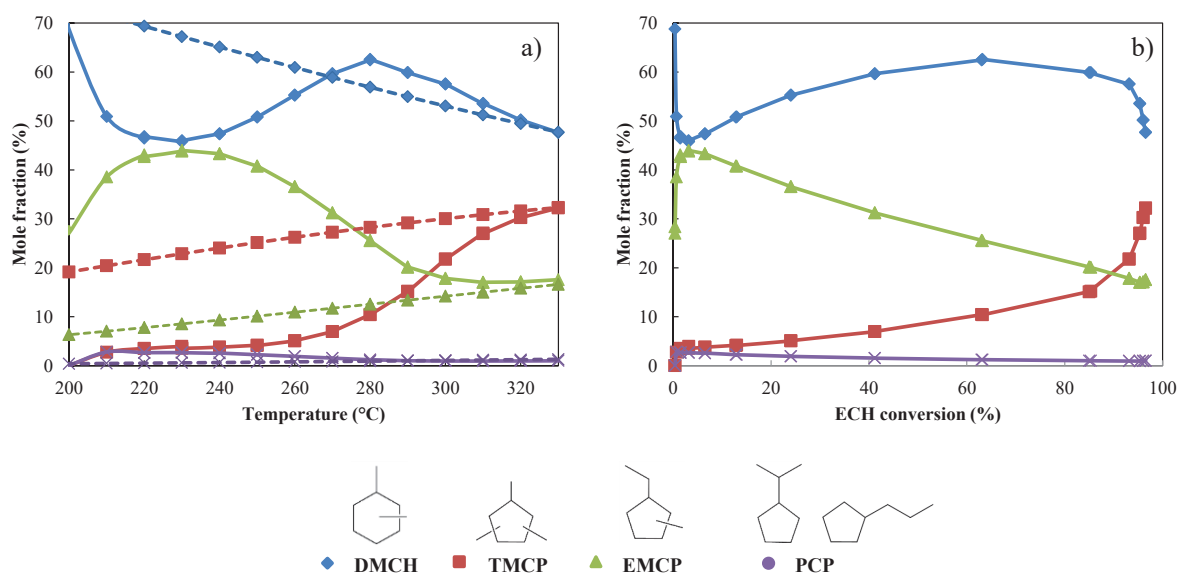 a)
Mole fraction (%)
70
60
50
40
30
20
10
0
200
220
240
260
280
300
320
Temperature (°C)
b)
Mole fraction (%)
70
60
50
40
30
20
10
0
0
20
40
60
80
100
ECH conversion (%)
DMCH
TMCP
EMCP
PCP